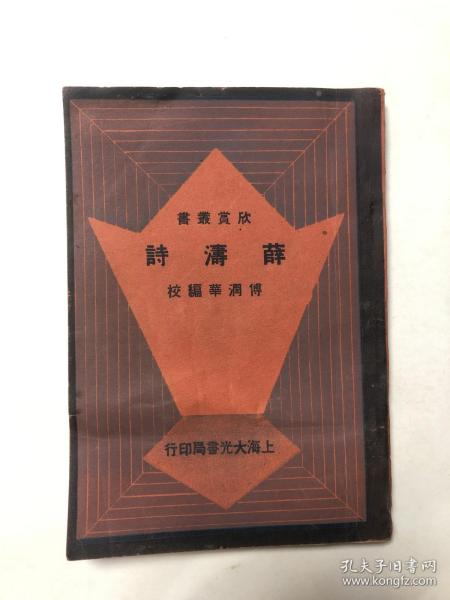 欣賞叢書
薛濤詩
傅潤華編校
上海大光書局印行
孔夫子旧书网
www.kongfz.com